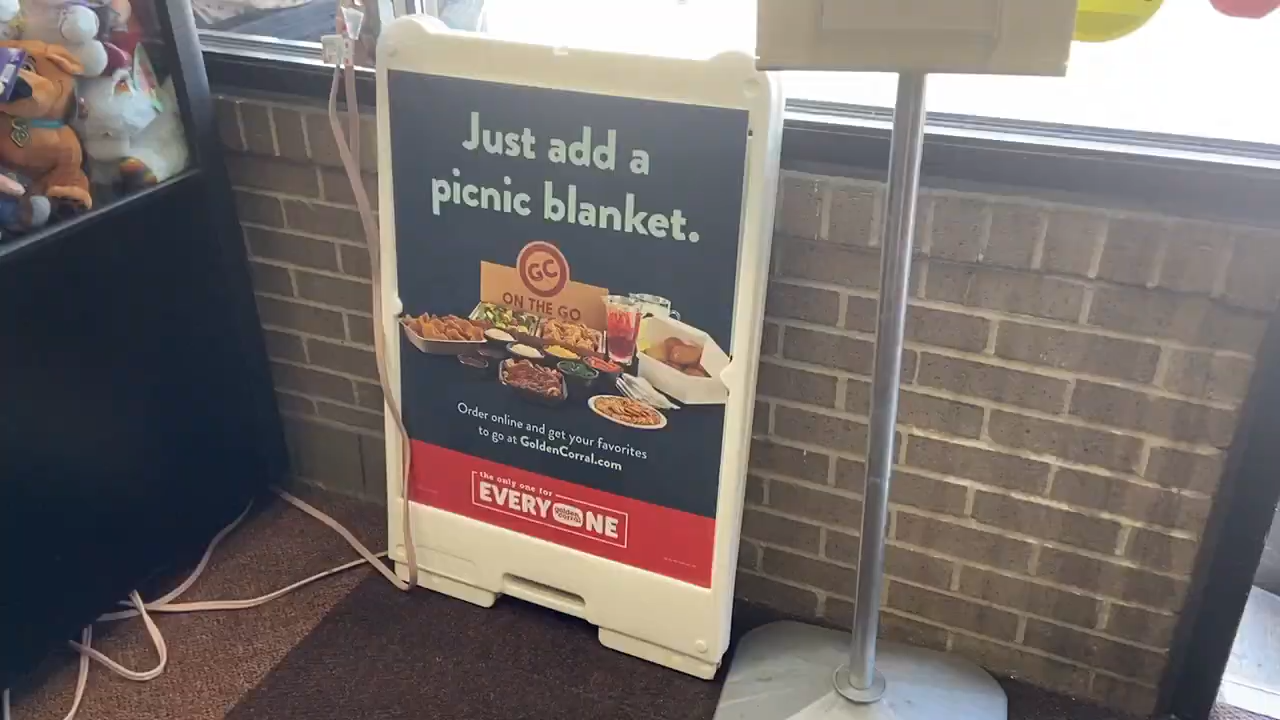 Just add a
picnic blanket.
GC
ON THE GO
Order online and get your favorites
to go at GoldenCorral.com
the only one for
EVERY NE
golden
corral